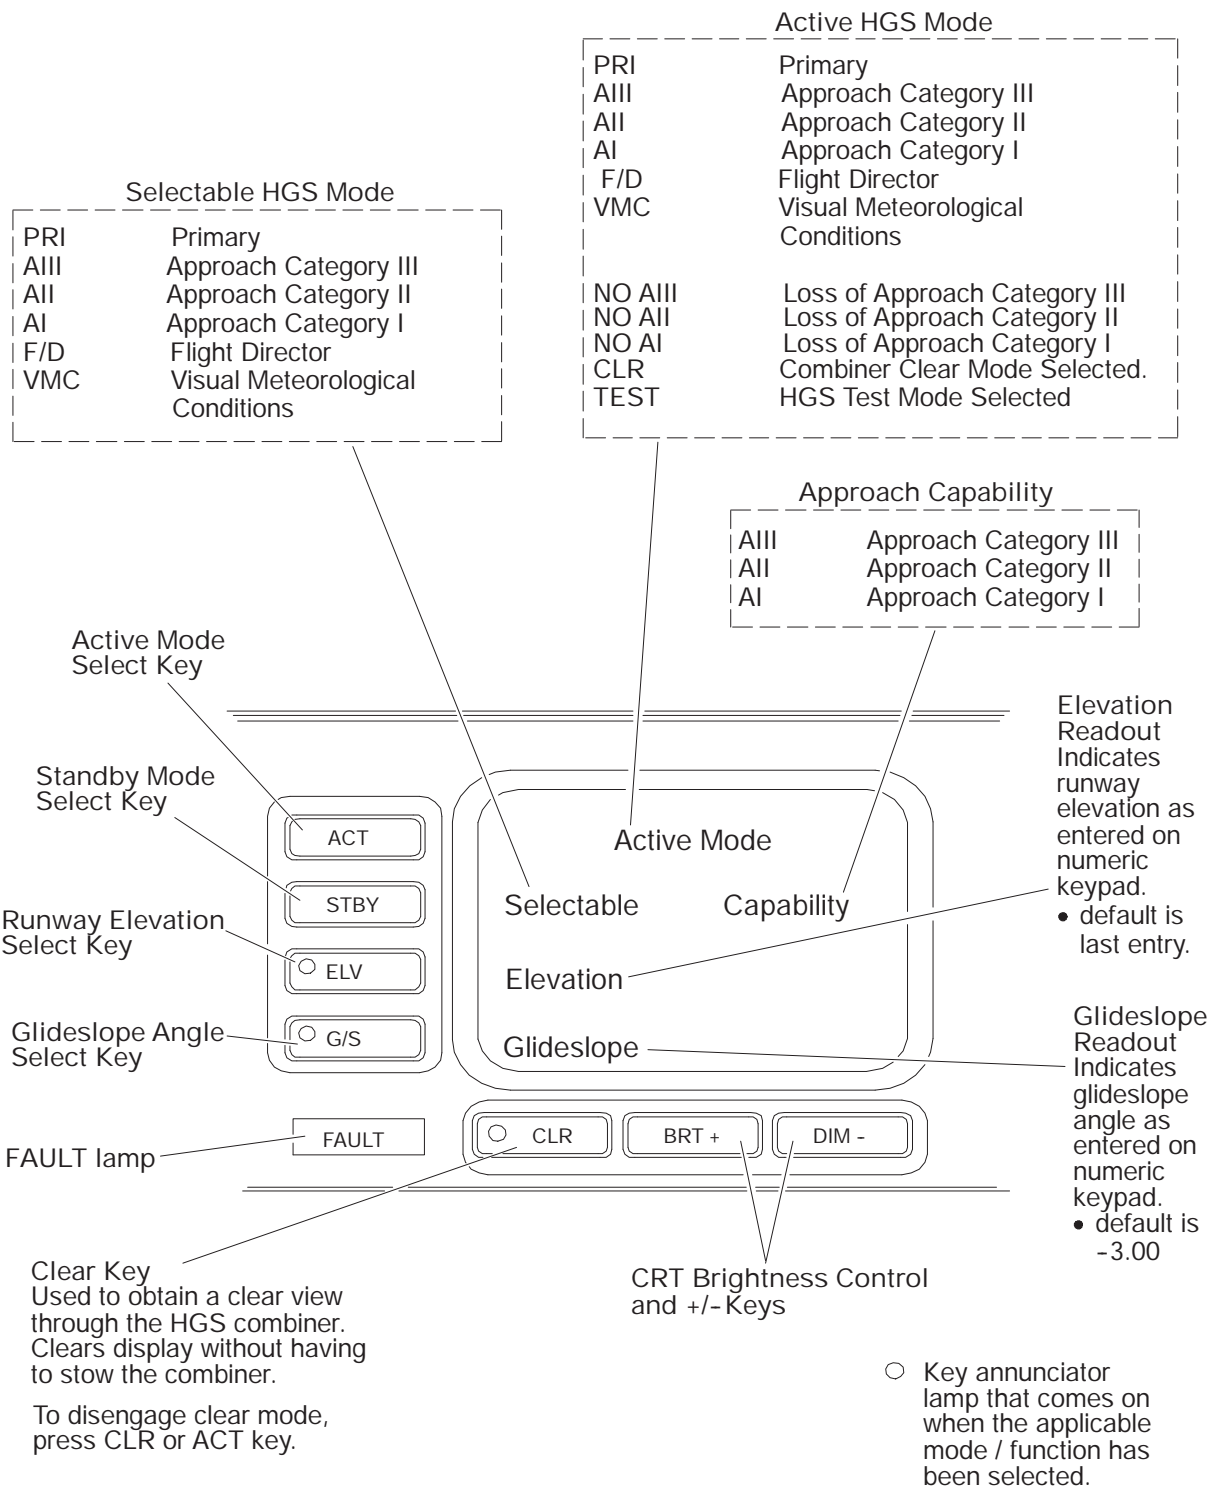 Active HGS Mode
PRI Primary
AIII Approach Category III
AII Approach Category II
AI Approach Category I
F/D Flight Director
VMC Visual Meteorological
Conditions
NO AIII Loss of Approach Category III
NO AII Loss of Approach Category II
NO AI Loss of Approach Category I
CLR Combiner Clear Mode Selected.
TEST HGS Test Mode Selected
Selectable HGS Mode
PRI Primary
AIII Approach Category III
AII Approach Category II
AI Approach Category I
F/D Flight Director
VMC Visual Meteorological
Conditions
Approach Capability
AIII Approach Category III
AII Approach Category II
AI Approach Category I
Active Mode
Select Key
Standby Mode
Select Key
Runway Elevation
Select Key
Glideslope Angle
Select Key
FAULT lamp
ACT
STBY
ELV
G/S
FAULT
Active Mode
Selectable Capability
Elevation
Glideslope
CLR
BRT +
DIM -
Elevation
Readout
Indicates
runway
elevation as
entered on
numeric
keypad.
• default is
last entry.
Glideslope
Readout
Indicates
glideslope
angle as
entered on
numeric
keypad.
• default is
-3.00
Clear Key
Used to obtain a clear view
through the HGS combiner.
Clears display without having
to stow the combiner.
To disengage clear mode,
press CLR or ACT key.
CRT Brightness Control
and +/- Keys
Key annunciator
lamp that comes on
when the applicable
mode / function has
been selected.